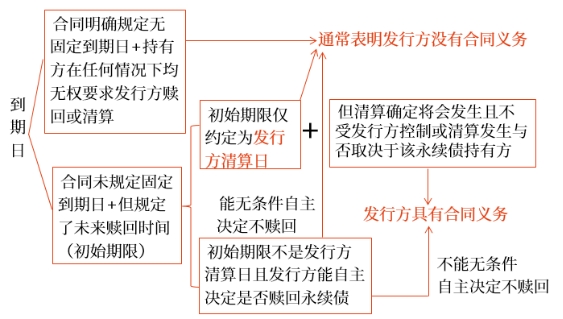 到
期
日
合同明确规定无
固定到期日+持有
方在任何情况下均
无权要求发行方赎
回或清算
通常表明发行方没有合同义务
初始期限仅
约定为发行
方清算日
+
但清算确定将会发生且不
受发行方控制或清算发生与
否取决于该永续债持有方
合同未规定固定
到期日+但规定
了未来赎回时间
（初始期限）
能无条件自主
决定不赎回
发行方具有合同义务
初始期限不是发行方
清算日且发行方能自主
决定是否赎回永续债
不能无条件
自主决定不赎回